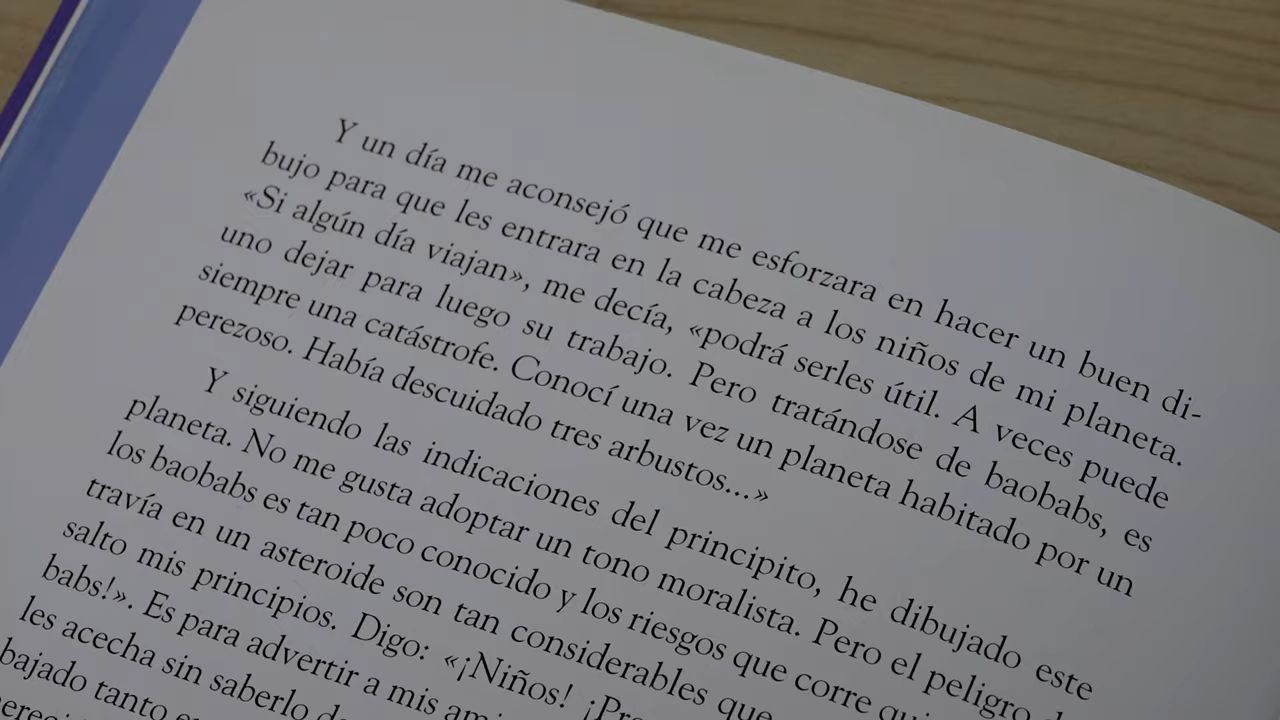 Y un día me aconsejó que me esforzara en hacer un buen di-
bujo para que les entrara en la cabeza a los niños de mi planeta.
«Si algún día viajan», me decía, «podrá serles útil. A veces puede
uno dejar para luego su trabajo. Pero tratándose de baobabs, es
siempre una catástrofe. Conocí una vez un planeta habitado por un
perezoso. Había descuidado tres arbustos...»
Y siguiendo las indicaciones del principito, he dibujado este
planeta. No me gusta adoptar un tono moralista. Pero el peligro
los baobabs es tan poco conocido y los riesgos que corre
travía en un asteroide son tan considerables que
salto mis principios. Digo: «¡Niños!
babs!». Es para advertir a mis
les acecha sin saberlo
bajado tanto